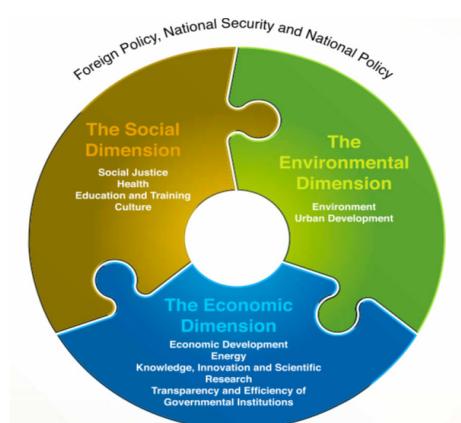 Foreign Policy, National Security and National Policy
The Social
Dimension
Social Justice
Health
Education and Training
Culture
The
Environmental
Dimension
Environment
Urban Development
The Economic
Dimension
Economic Development
Energy
Knowledge, Innovation and Scientific
Research
Transparency and Efficiency of
Governmental Institutions